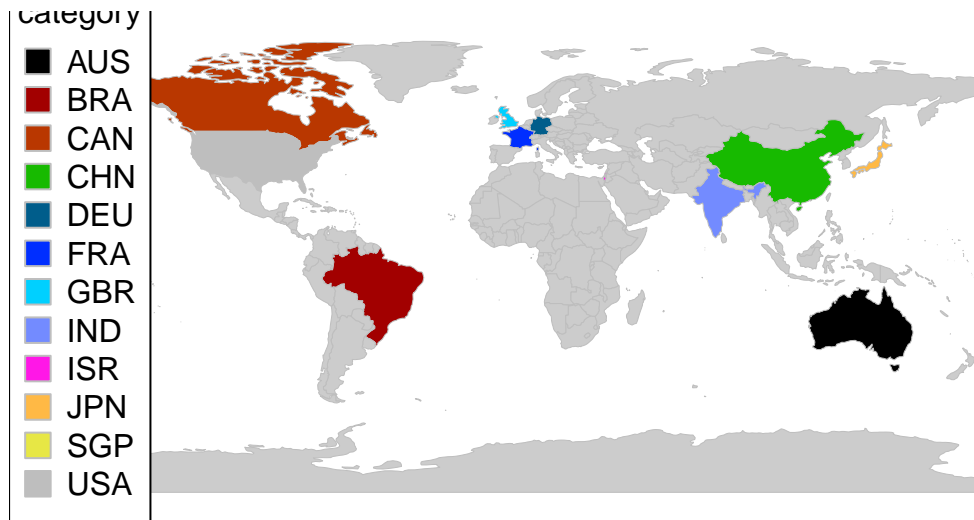 category
AUS
BRA
CAN
CHN
DEU
FRA
GBR
IND
ISR
JPN
SGP
USA